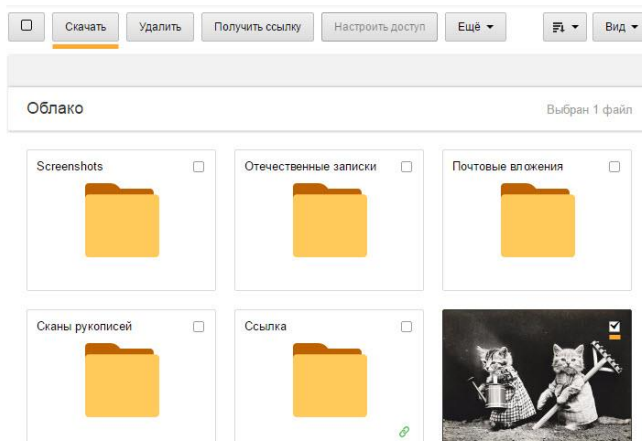 Скачать Удалить Получить ссылку Настроить доступ Ещё Вид
Облако Выбран 1 файл
Screenshots Отечественные записки Почтовые вложения
Сканы рукописей Ссылка